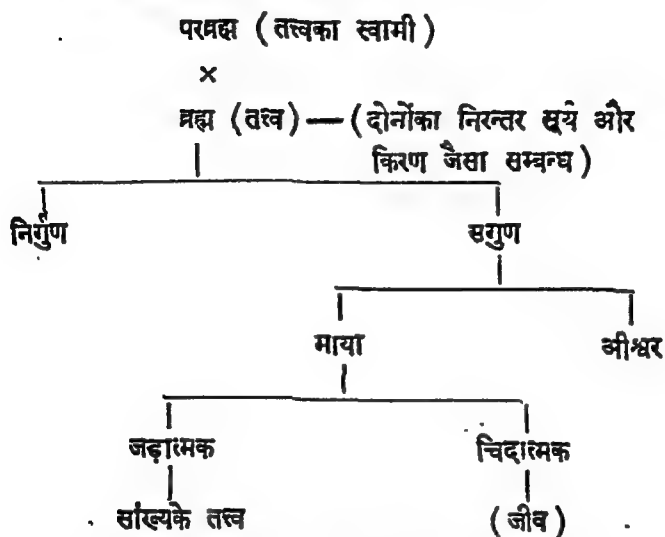 परब्रह्म ( तत्त्वका स्वामी )
×
ब्रह्म (तत्त्व) — ( दोनोंका निरन्तर सूर्य और
किरण जैसा सम्बन्ध )
निर्गुण सगुण
माया अीश्वर
जड़ात्मक चिदात्मक
सांख्यके तत्त्व (जीव)